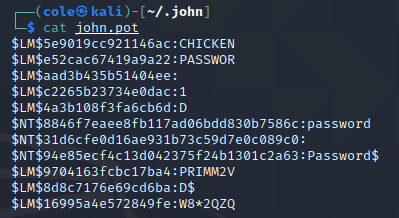 ┌──(cole㉿kali)-[~/.john]
└─$ cat john.pot
$LM$5e9019cc921146ac:CHICKEN
$LM$e52cac67419a9a22:PASSWOR
$LM$aad3b435b51404ee:
$LM$c2265b23734e0dac:1
$LM$4a3b108f3fa6cb6d:D
$NT$8846f7eaee8fb117ad06bdd830b7586c:password
$NT$31d6cfe0d16ae931b73c59d7e0c089c0:
$NT$94e85ecf4c13d042375f24b1301c2a63:Password$
$LM$9704163fcbc17ba4:PRIMM2V
$LM$8d8c7176e69cd6ba:D$
$LM$16995a4e572849fe:W8*2QZQ